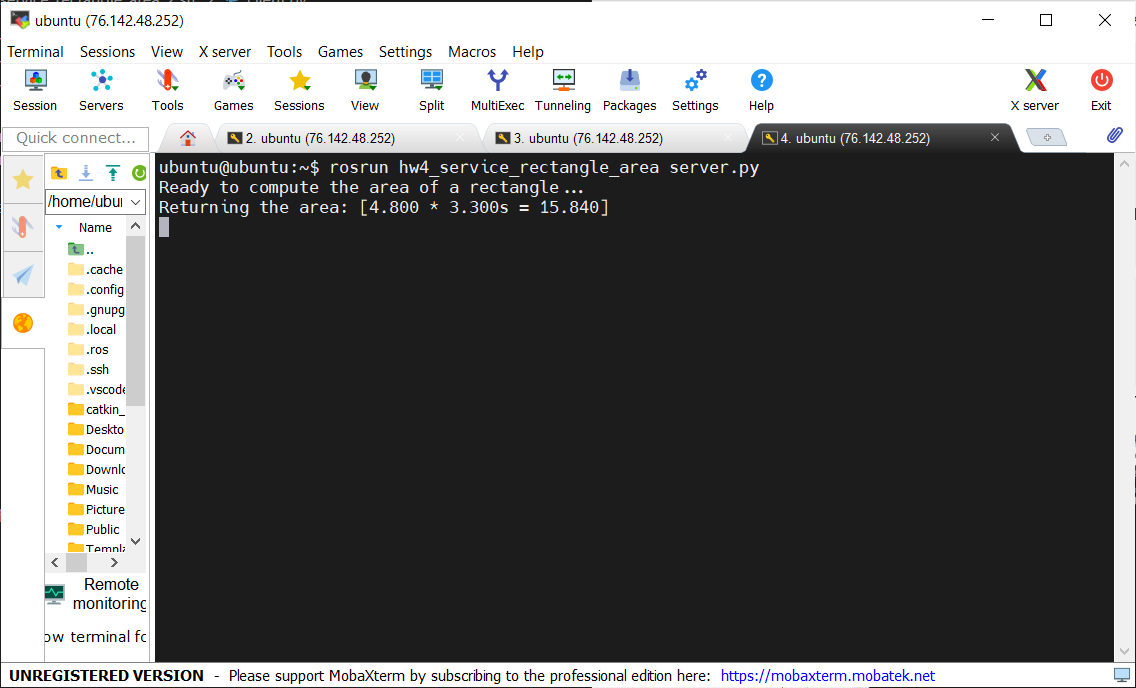 ubuntu (76.142.48.252)
Terminal Sessions View X server Tools Games Settings Macros Help
Session Servers Tools Games Sessions View Split MultiExec Tunneling Packages Settings Help X server Exit
Quick connect... 2. ubuntu (76.142.48.252) 3. ubuntu (76.142.48.252) 4. ubuntu (76.142.48.252)
/home/ubu
Name
..
.cache
.config
.gnupg
.local
.ros
.ssh
.vscode
catkin_
Deskto
Docum
Downlo
Music
Picture
Public
Templa
Remote
monitoring
ow terminal fo
ubuntu@ubuntu:~$ rosrun hw4_service_rectangle_area server.py
Ready to compute the area of a rectangle...
Returning the area: [4.800 * 3.300s = 15.840]
UNREGISTERED VERSION - Please support MobaXterm by subscribing to the professional edition here: https://mobaxterm.mobatek.net